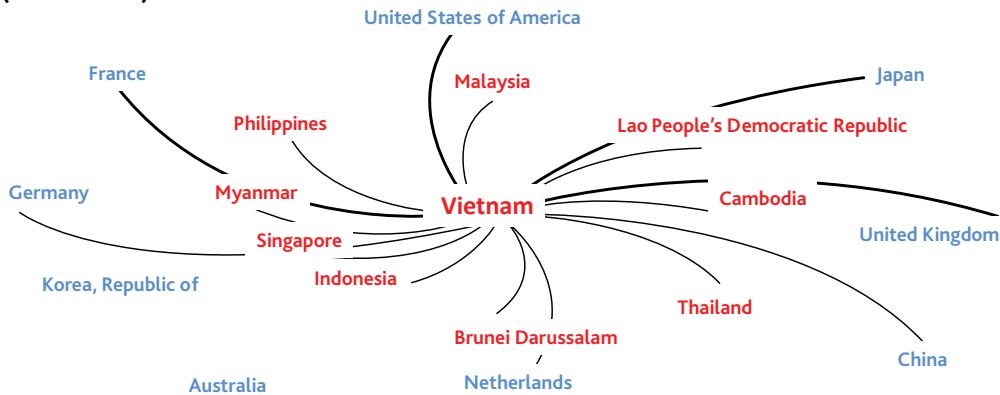 United States of America
France
Malaysia
Japan
Philippines
Lao People's Democratic Republic
Germany
Myanmar
Vietnam
Cambodia
Singapore
United Kingdom
Korea, Republic of
Indonesia
Thailand
Brunei Darussalam
China
Australia
Netherlands